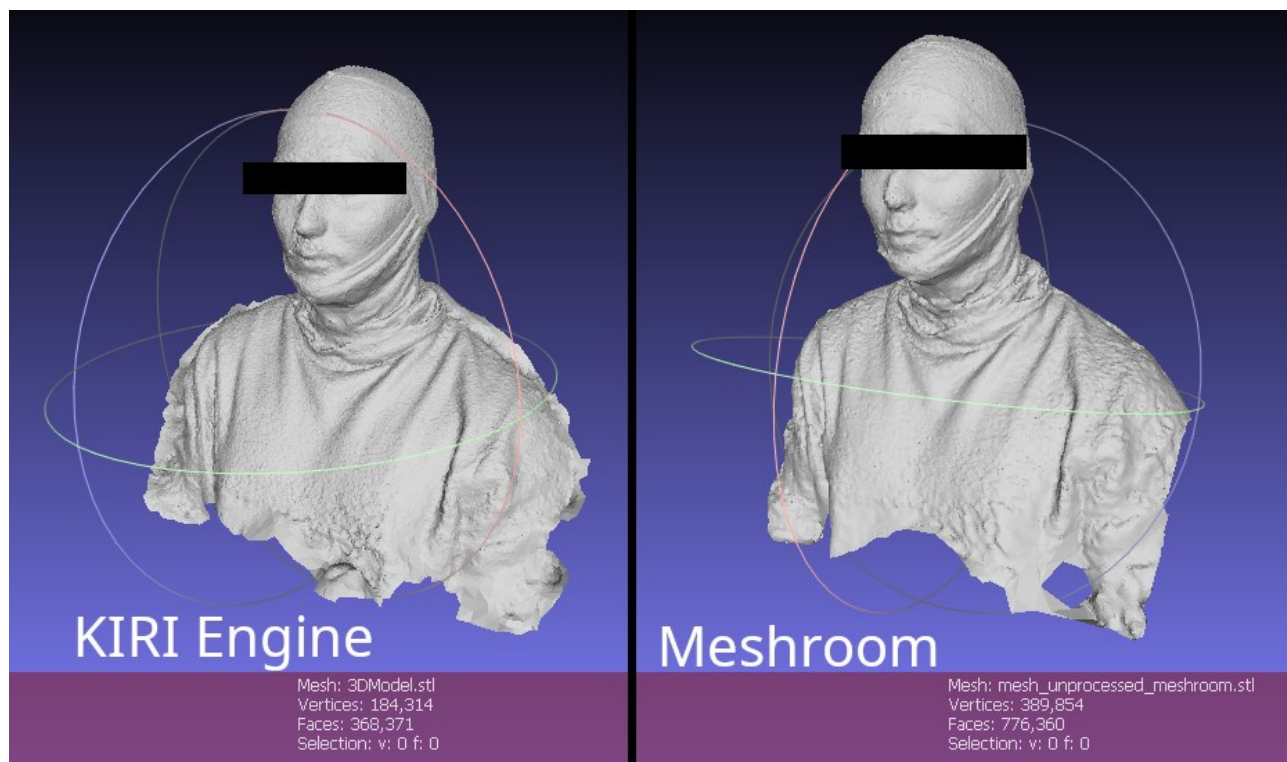 KIRI Engine
Mesh: 3DModel.stl
Vertices: 184,314
Faces: 368,371
Selection: v: 0 f: 0
Meshroom
Mesh: mesh_unprocessed_meshroom.stl
Vertices: 389,854
Faces: 776,360
Selection: v: 0 f: 0